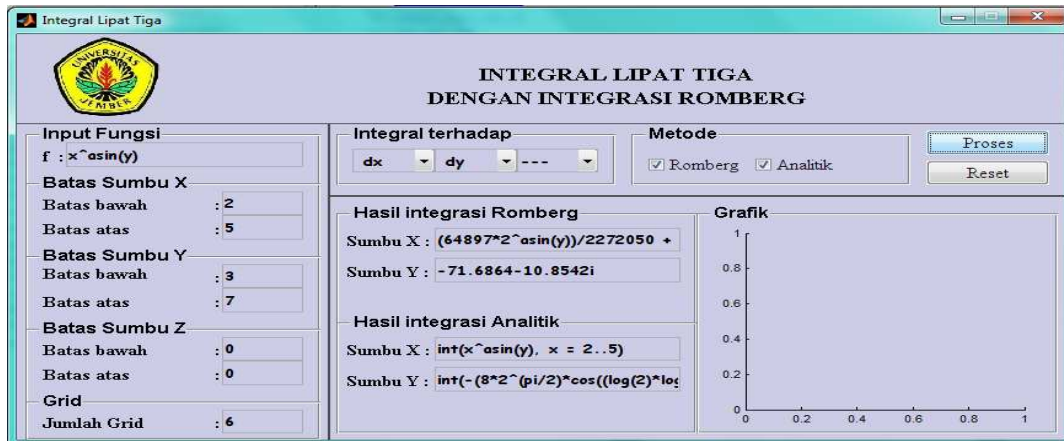 Integral Lipat Tiga
UNIVERSITAS
JEMBER
INTEGRAL LIPAT TIGA
DENGAN INTEGRASI ROMBERG
Input Fungsi
f : x^asin(y)
Batas Sumbu X
Batas bawah : 2
Batas atas : 5
Batas Sumbu Y
Batas bawah : 3
Batas atas : 7
Batas Sumbu Z
Batas bawah : 0
Batas atas : 0
Grid
Jumlah Grid : 6
Integral terhadap
dx dy ---
Metode
Romberg Analitik
Proses
Reset
Hasil integrasi Romberg
Sumbu X : (64897*2^asin(y))/2272050 +
Sumbu Y : -71.6864-10.8542i
Hasil integrasi Analitik
Sumbu X : int(x^asin(y), x = 2..5)
Sumbu Y : int(-(8*2^(pi/2)*cos((log(2)*log
Grafik
1
0.8
0.6
0.4
0.2
0
0 0.2 0.4 0.6 0.8 1